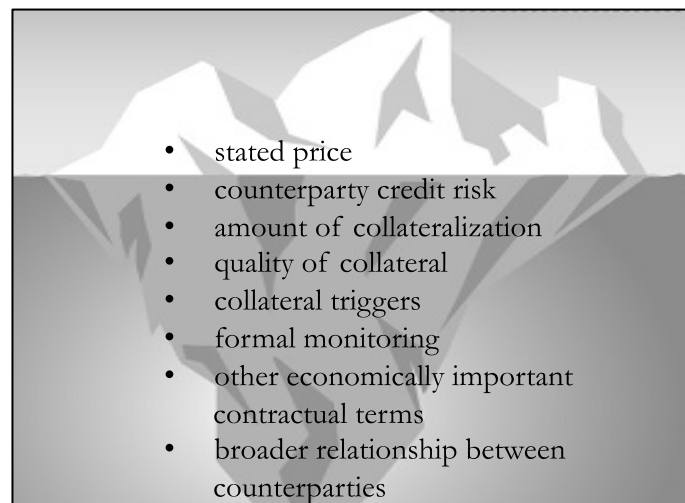 • stated price
• counterparty credit risk
• amount of collateralization
• quality of collateral
• collateral triggers
• formal monitoring
• other economically important
contractual terms
• broader relationship between
counterparties